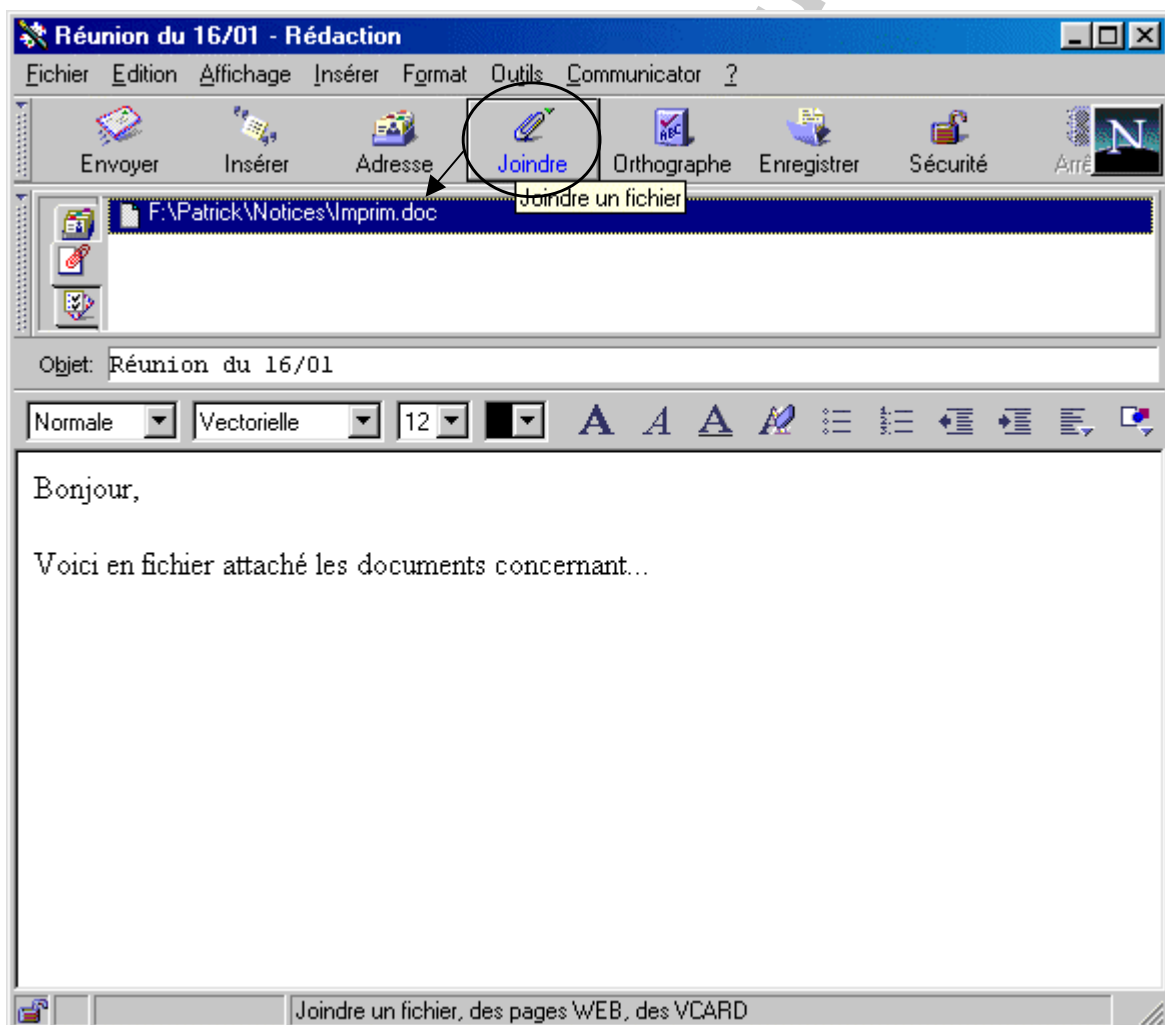 Réunion du 16/01 - Rédaction
Fichier Edition Affichage Insérer Format Outils Communicator ?
Envoyer Insérer Adresse Joindre Orthographe Enregistrer Sécurité N
Joindre un fichier
F:\Patrick\Notices\Imprim.doc
Objet: Réunion du 16/01
Normale Vectorielle 12 A A A
Bonjour,
Voici en fichier attaché les documents concernant...
Joindre un fichier, des pages WEB, des VCARD